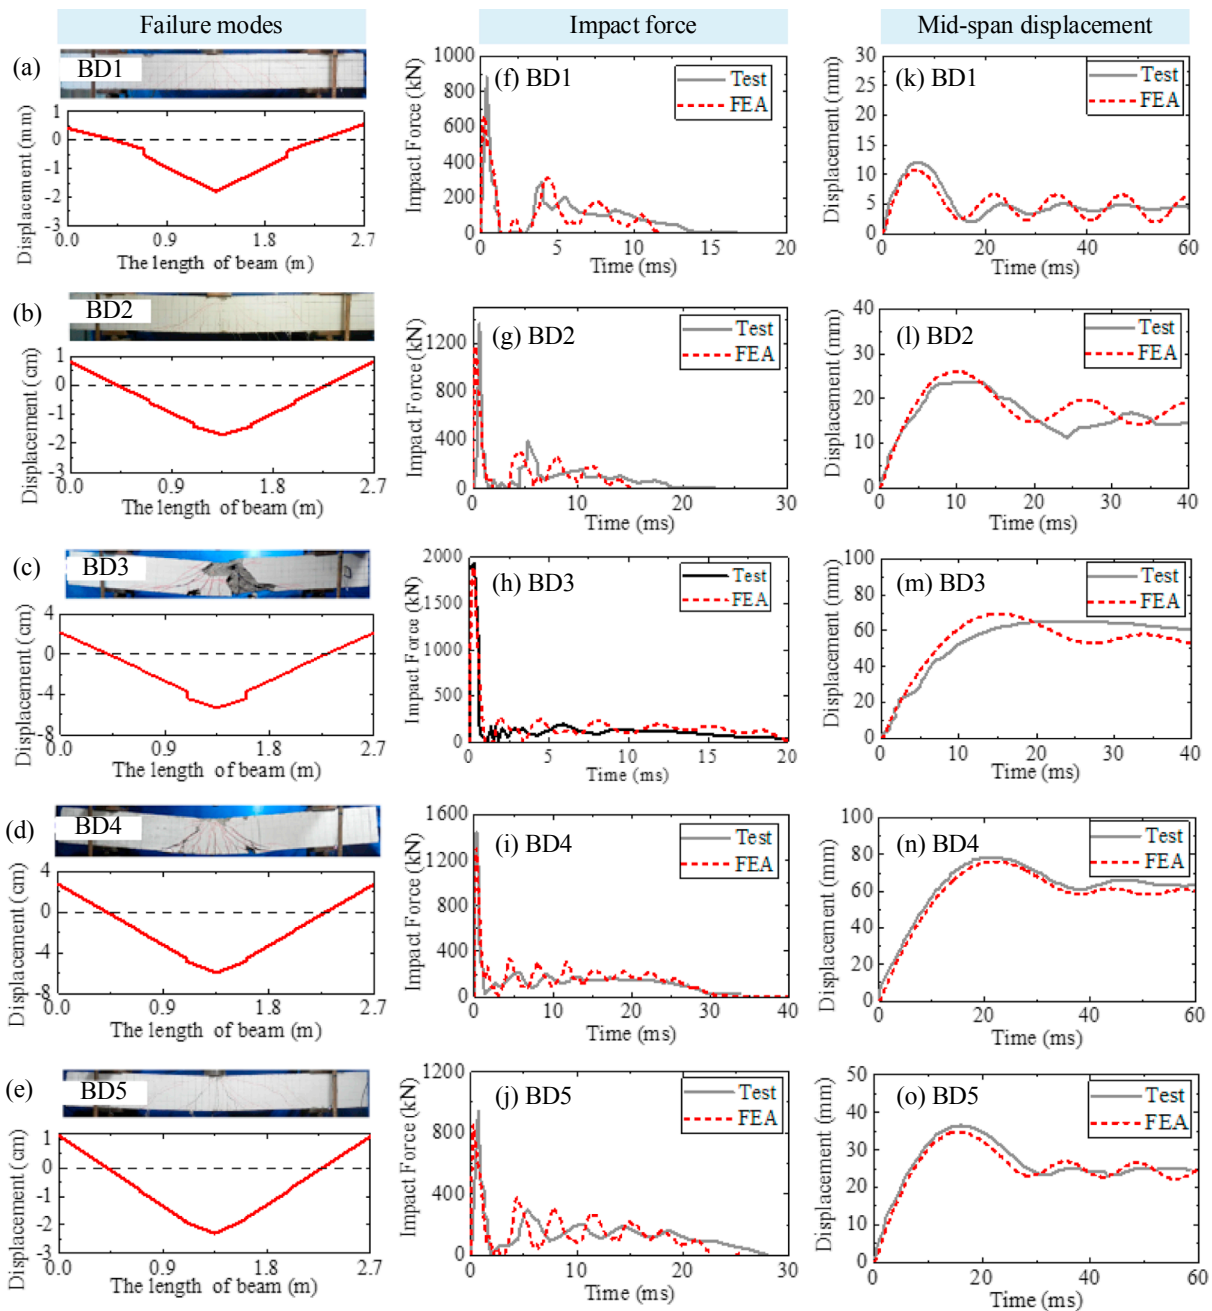 Failure modes
Impact force
Mid-span displacement
(a)
BD1
Displacement (mm)
1
0
-1
-2
-3
0.0 0.9 1.8 2.7
The length of beam (m)
(f) BD1
Test
FEA
Impact Force (kN)
1000
800
600
400
200
0
0 5 10 15 20
Time (ms)
(k) BD1
Test
FEA
Displacement (mm)
30
25
20
15
10
5
0
0 20 40 60
Time (ms)
(b)
BD2
Displacement (cm)
1
0
-1
-2
-3
0.0 0.9 1.8 2.7
The length of beam (m)
(g) BD2
Test
FEA
Impact Force (kN)
1200
800
400
0
0 10 20 30
Time (ms)
(l) BD2
Test
FEA
Displacement (mm)
40
30
20
10
0
0 10 20 30 40
Time (ms)
(c)
BD3
Displacement (cm)
4
0
-4
-8
0.0 0.9 1.8 2.7
The length of beam (m)
(h) BD3
Test
FEA
Impact Force (kN)
2000
1500
1000
500
0
0 5 10 15 20
Time (ms)
(m) BD3
Test
FEA
Displacement (mm)
100
80
60
40
20
0
0 10 20 30 40
Time (ms)
(d)
BD4
Displacement (cm)
4
0
-4
-8
0.0 0.9 1.8 2.7
The length of beam (m)
(i) BD4
Test
FEA
Impact Force (kN)
1600
1200
800
400
0
0 10 20 30 40
Time (ms)
(n) BD4
Test
FEA
Displacement (mm)
100
80
60
40
20
0
0 10 20 30 40 50 60
Time (ms)
(e)
BD5
Displacement (cm)
1
0
-1
-2
-3
0.0 0.9 1.8 2.7
The length of beam (m)
(j) BD5
Test
FEA
Impact Force (kN)
1200
800
400
0
0 10 20 30
Time (ms)
(o) BD5
Test
FEA
Displacement (mm)
50
40
30
20
10
0
0 20 40 60
Time (ms)